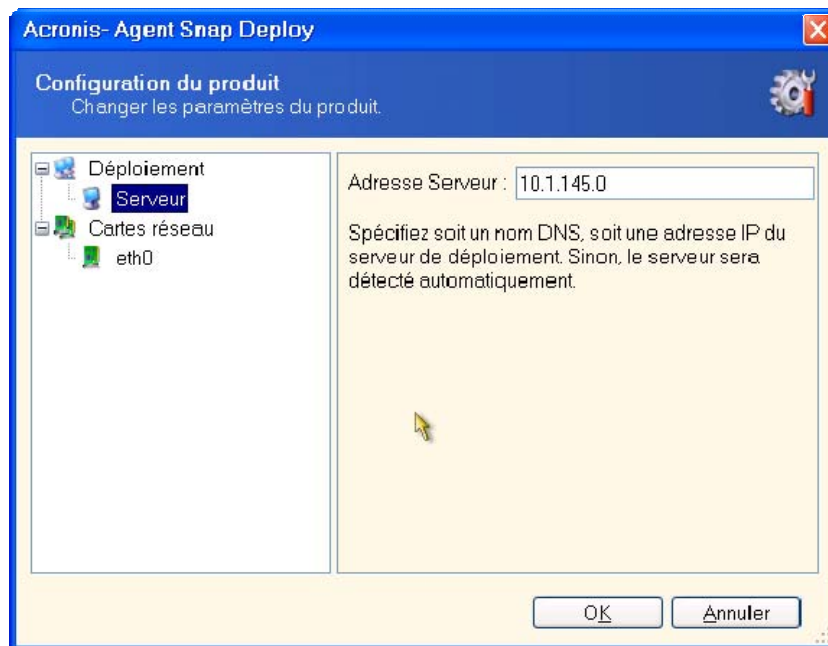 Acronis- Agent Snap Deploy
Configuration du produit
Changer les paramètres du produit.
Déploiement
Serveur
Cartes réseau
eth0
Adresse Serveur : 10.1.145.0
Spécifiez soit un nom DNS, soit une adresse IP du
serveur de déploiement. Sinon, le serveur sera
détecté automatiquement.
OK
Annuler